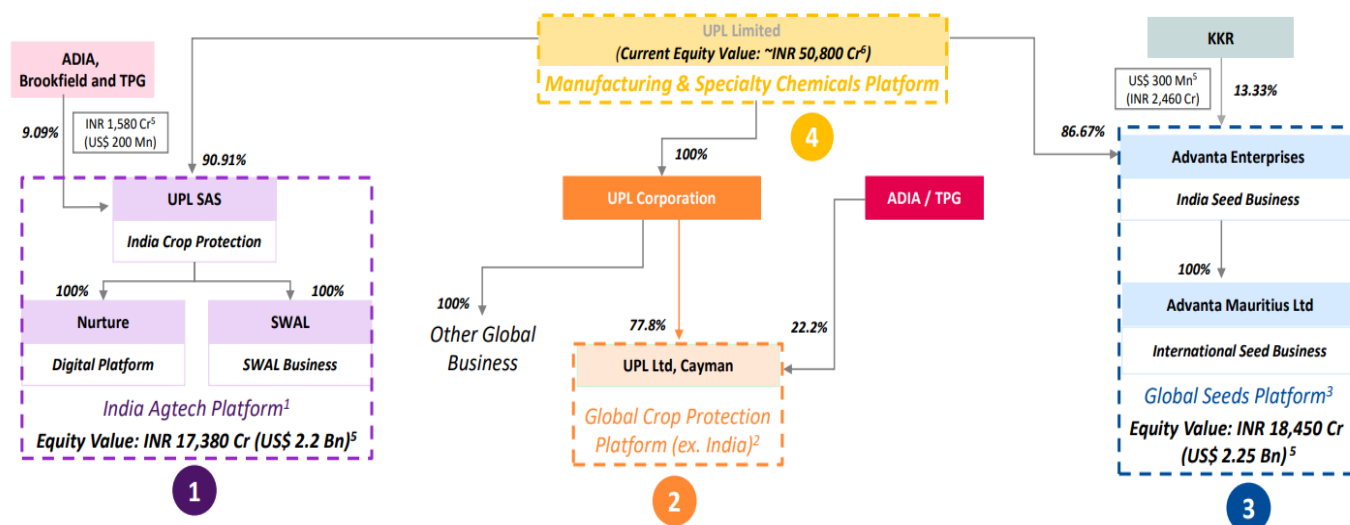 UPL Limited
(Current Equity Value: ~INR 50,800 Cr⁶)
Manufacturing & Specialty Chemicals Platform
4
ADIA,
Brookfield and TPG
9.09%
INR 1,580 Cr⁵
(US$ 200 Mn)
90.91%
UPL SAS
India Crop Protection
100%
100%
Nurture
Digital Platform
SWAL
SWAL Business
India Agtech Platform¹
Equity Value: INR 17,380 Cr (US$ 2.2 Bn)⁵
1
100%
UPL Corporation
ADIA / TPG
100%
Other Global
Business
77.8%
22.2%
UPL Ltd, Cayman
Global Crop Protection
Platform (ex. India)²
2
KKR
US$ 300 Mn⁵
(INR 2,460 Cr)
13.33%
86.67%
Advanta Enterprises
India Seed Business
100%
Advanta Mauritius Ltd
International Seed Business
Global Seeds Platform³
Equity Value: INR 18,450 Cr
(US$ 2.25 Bn)⁵
3